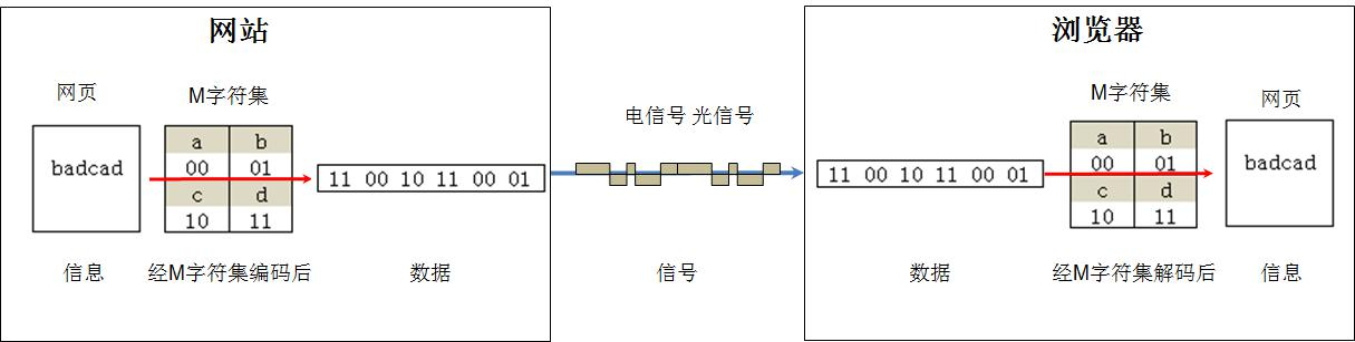 网站
网页
M字符集
badcad
a b
00 01
c d
10 11
11 00 10 11 00 01
信息
经M字符集编码后
数据
电信号 光信号
信号
浏览器
11 00 10 11 00 01
M字符集
a b
00 01
c d
10 11
网页
badcad
数据
经M字符集解码后
信息